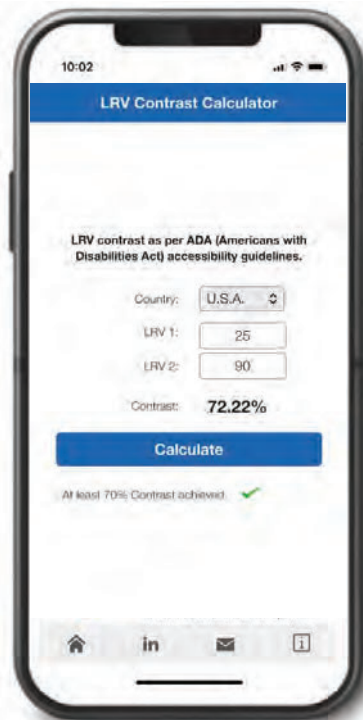 10:02
LRV Contrast Calculator
LRV contrast as per ADA (Americans with
Disabilities Act) accessibility guidelines.
Country: U.S.A.
LRV 1: 25
LRV 2: 90
Contrast: 72.22%
Calculate
At least 70% Contrast achieved
in
i